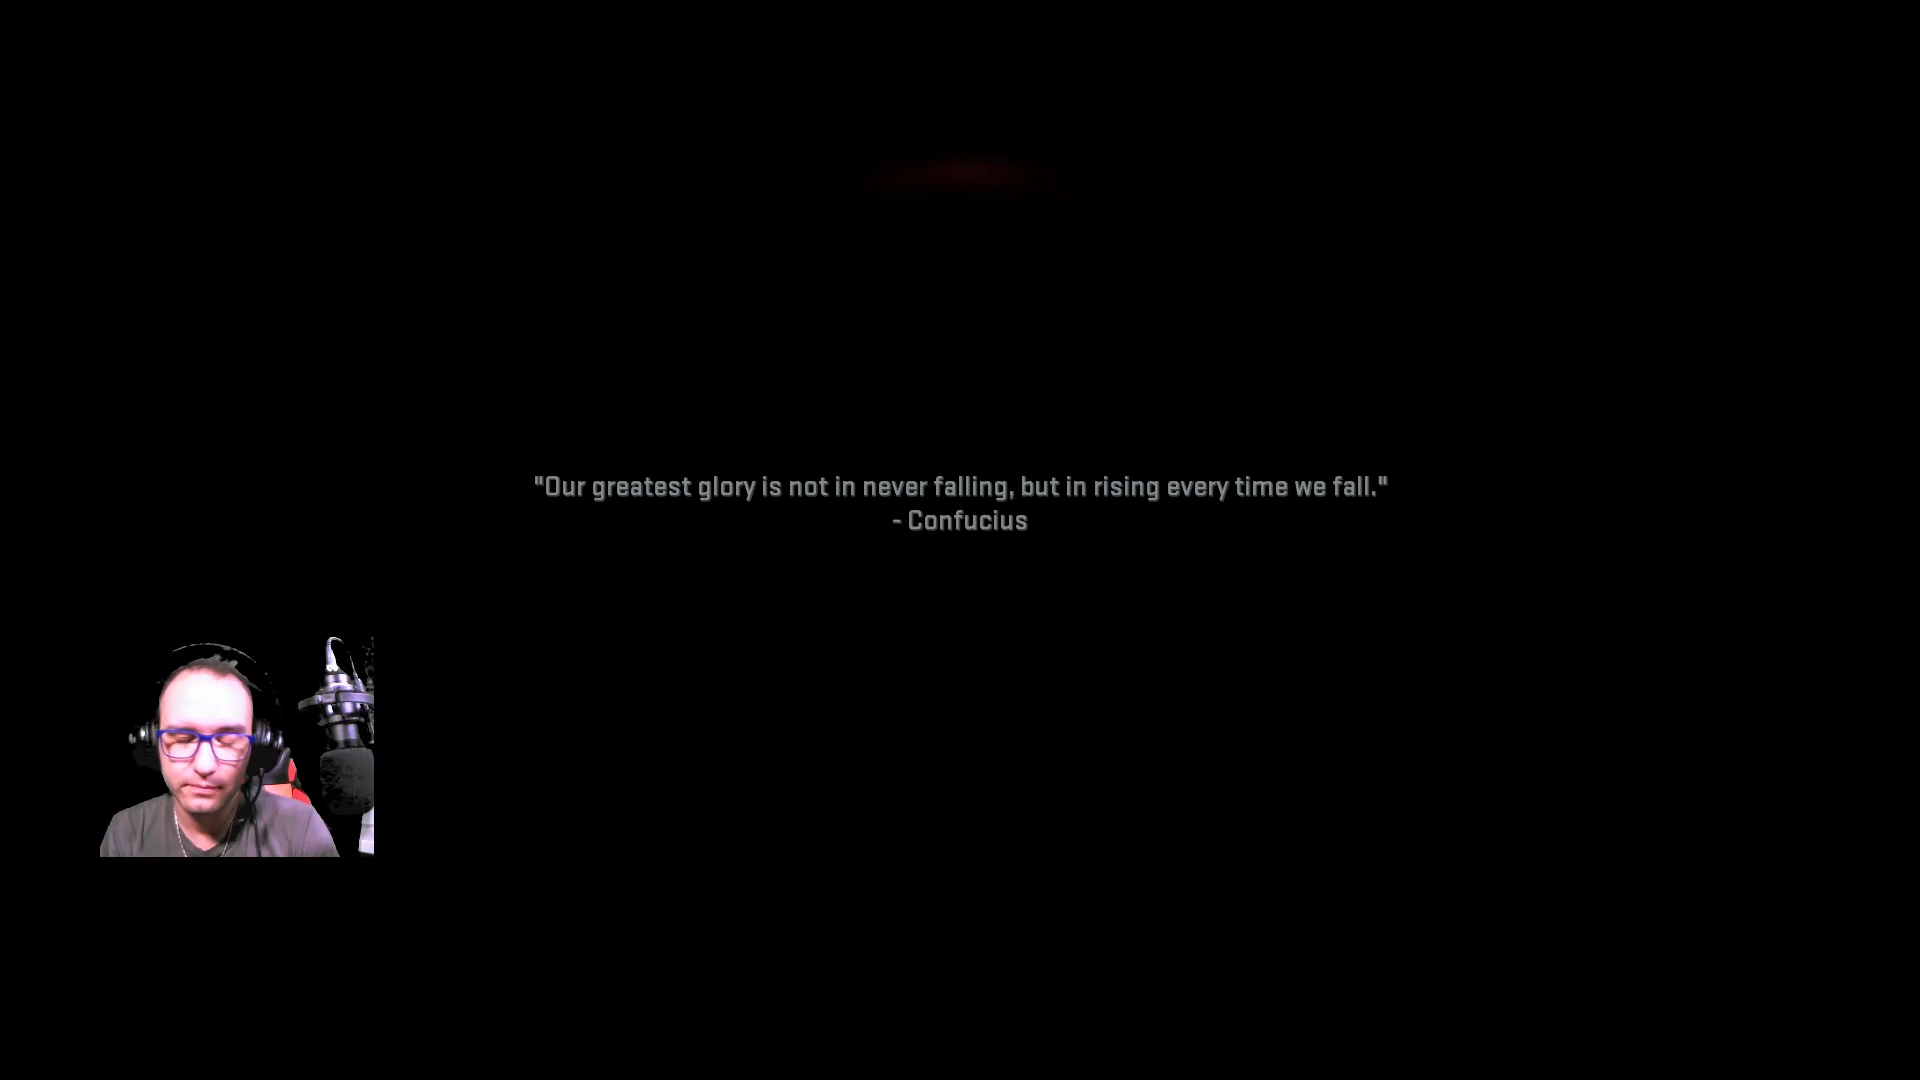 "Our greatest glory is not in never falling, but in rising every time we fall."
- Confucius